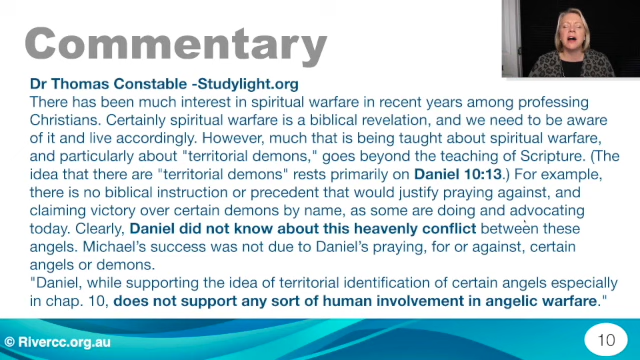 Commentary
Dr Thomas Constable -Studylight.org
There has been much interest in spiritual warfare in recent years among professing
Christians. Certainly spiritual warfare is a biblical revelation, and we need to be aware
of it and live accordingly. However, much that is being taught about spiritual warfare,
and particularly about "territorial demons," goes beyond the teaching of Scripture. (The
idea that there are "territorial demons" rests primarily on Daniel 10:13.) For example,
there is no biblical instruction or precedent that would justify praying against, and
claiming victory over certain demons by name, as some are doing and advocating
today. Clearly, Daniel did not know about this heavenly conflict between these
angels. Michael's success was not due to Daniel's praying, for or against, certain
angels or demons.
"Daniel, while supporting the idea of territorial identification of certain angels especially
in chap. 10, does not support any sort of human involvement in angelic warfare."
© Rivercc.org.au
10